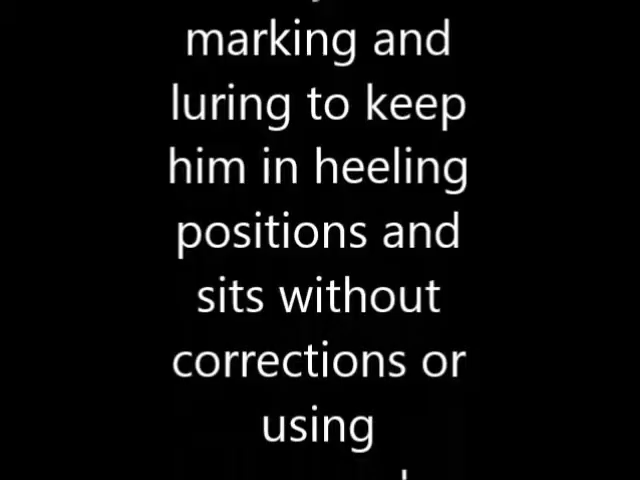 marking and
luring to keep
him in heeling
positions and
sits without
corrections or
using